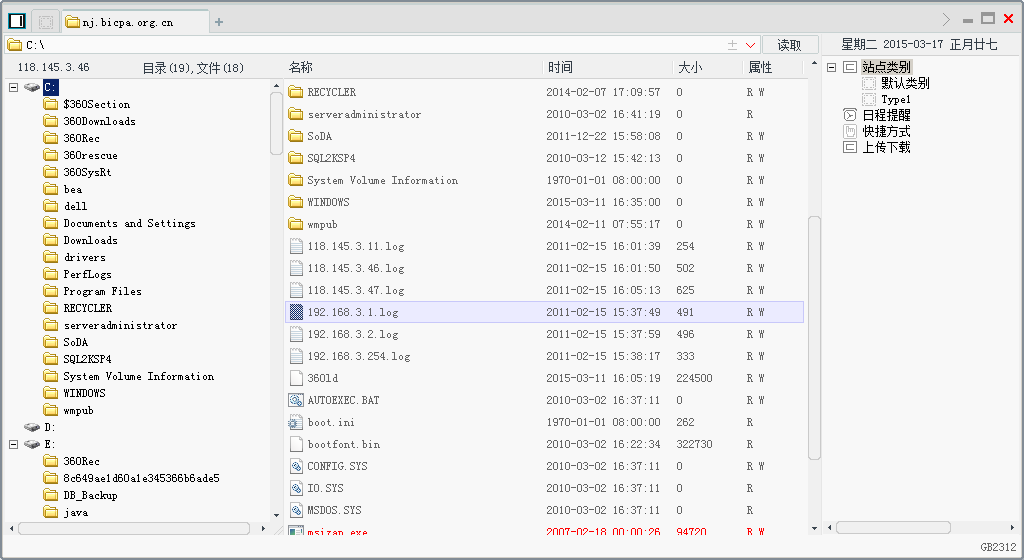 nj.bicpa.org.cn
C:\
读取
星期二 2015-03-17 正月廿七
118.145.3.46 目录(19),文件(18)
C:
$360Section
360Downloads
360Rec
360rescue
360SysRt
bea
dell
Documents and Settings
Downloads
drivers
PerfLogs
Program Files
RECYCLER
serveradministrator
SoDA
SQL2KSP4
System Volume Information
WINDOWS
wmpub
D:
E:
360Rec
8c649ae1d60a1e345366b6ade5
DB_Backup
java
名称 时间 大小 属性
RECYCLER 2014-02-07 17:09:57 0 R W
serveradministrator 2010-03-02 16:41:19 0 R
SoDA 2011-12-22 15:58:08 0 R W
SQL2KSP4 2010-03-12 15:42:13 0 R W
System Volume Information 1970-01-01 08:00:00 0 R W
WINDOWS 2015-03-11 16:35:00 0 R W
wmpub 2014-02-11 07:55:17 0 R W
118.145.3.11.log 2011-02-15 16:01:39 254 R W
118.145.3.46.log 2011-02-15 16:01:50 502 R W
118.145.3.47.log 2011-02-15 16:05:13 625 R W
192.168.3.1.log 2011-02-15 15:37:49 491 R W
192.168.3.2.log 2011-02-15 15:37:59 496 R W
192.168.3.254.log 2011-02-15 15:38:17 333 R W
360ld 2015-03-11 16:05:19 224500 R W
AUTOEXEC.BAT 2010-03-02 16:37:11 0 R W
boot.ini 1970-01-01 08:00:00 262 R
bootfont.bin 2010-03-02 16:22:34 322730 R
CONFIG.SYS 2010-03-02 16:37:11 0 R W
IO.SYS 2010-03-02 16:37:11 0 R
MSDOS.SYS 2010-03-02 16:37:11 0 R
msizap.exe 2007-02-18 00:00:26 94720 R W
站点类别
默认类别
Type1
日程提醒
快捷方式
上传下载
GB2312